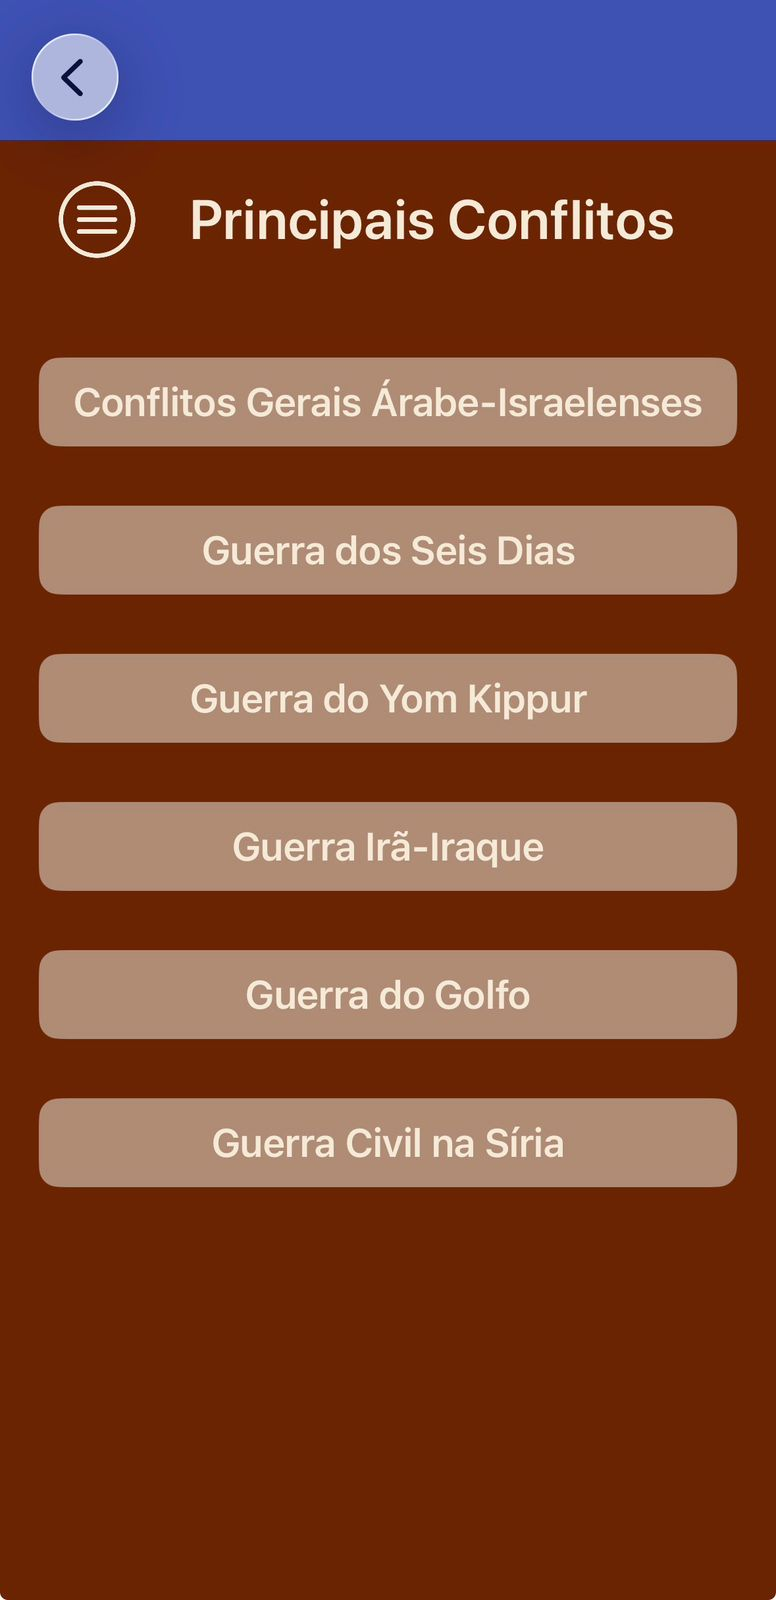 Principais Conflitos
Conflitos Gerais Árabe-Israelenses
Guerra dos Seis Dias
Guerra do Yom Kippur
Guerra Irã-Iraque
Guerra do Golfo
Guerra Civil na Síria